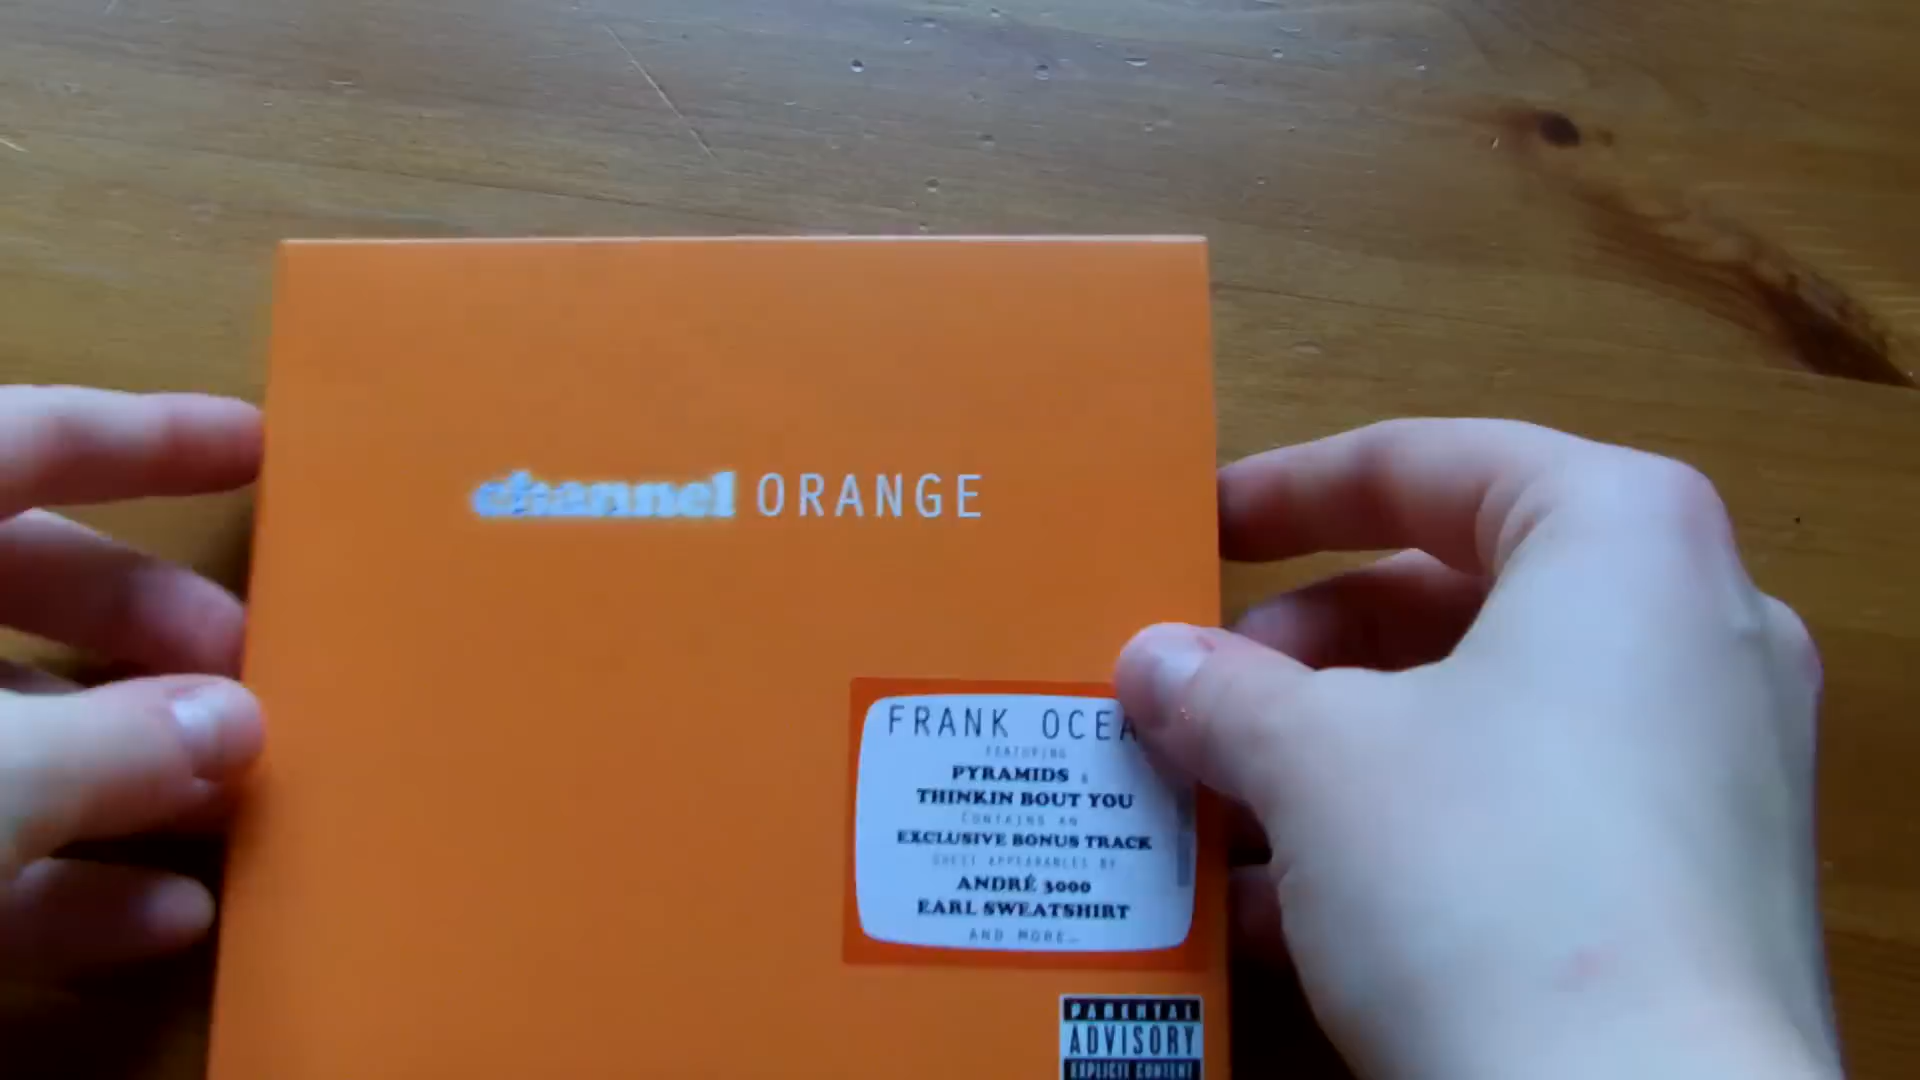 channel ORANGE
FRANK OCEA
FEATURING
PYRAMIDS &
THINKIN BOUT YOU
CONTAINS AN
EXCLUSIVE BONUS TRACK
GUEST APPEARANCES BY
ANDRÉ 3000
EARL SWEATSHIRT
AND MORE…
PARENTAL
ADVISORY
EXPLICIT CONTENT